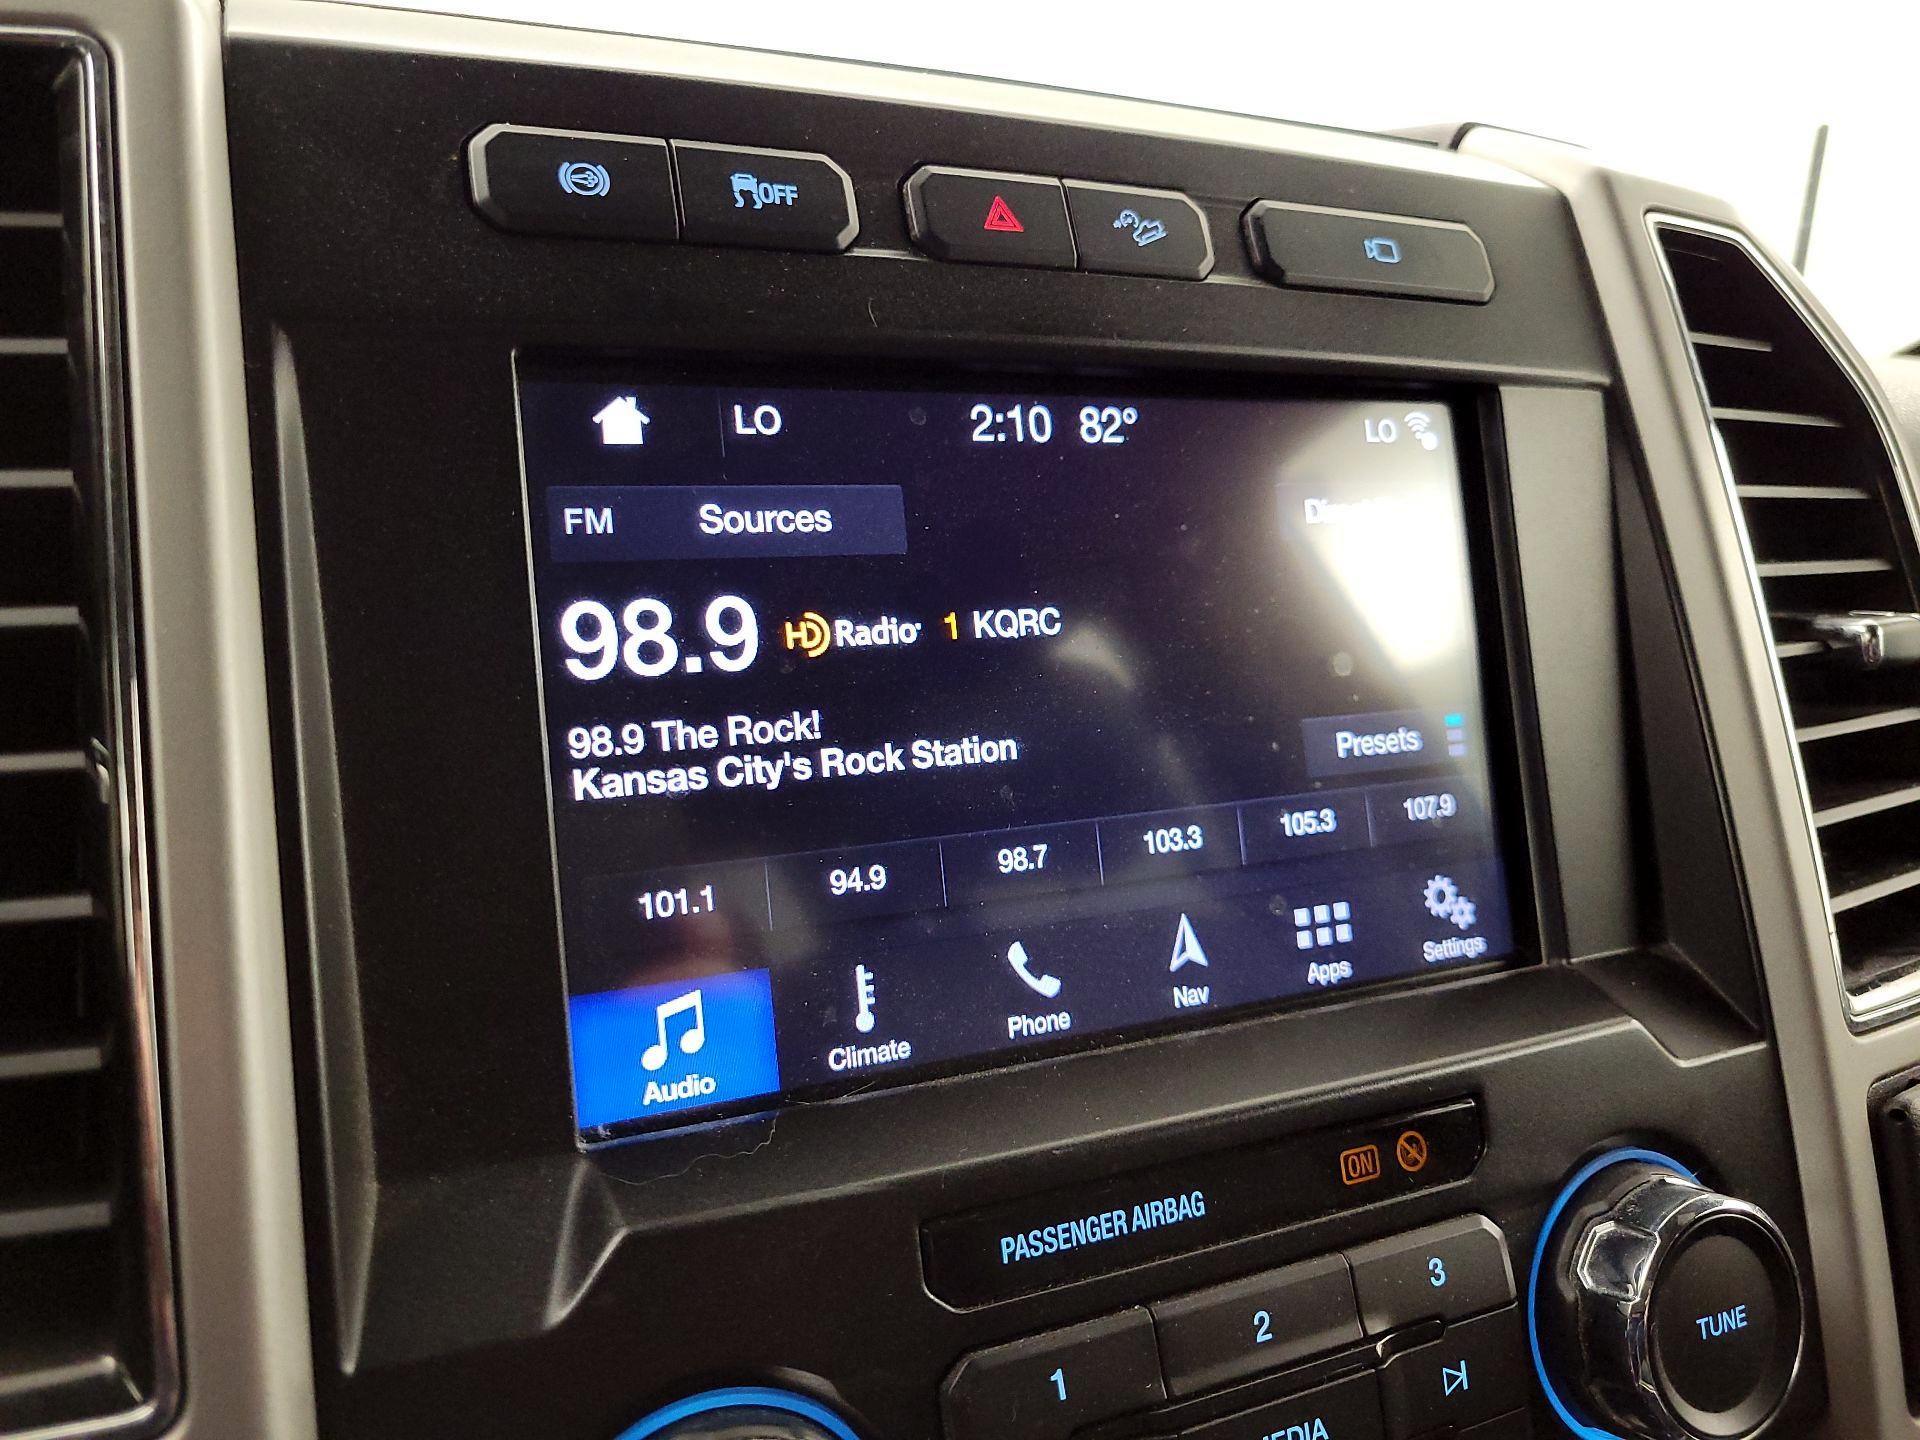 OFF
LO 2:10 82° LO
FM Sources
98.9 HD Radio 1 KQRC
98.9 The Rock!
Kansas City's Rock Station
Presets
101.1 94.9 98.7 103.3 105.3 107.9
Audio Climate Phone Nav Apps Settings
PASSENGER AIRBAG ON
1 2 3
TUNE